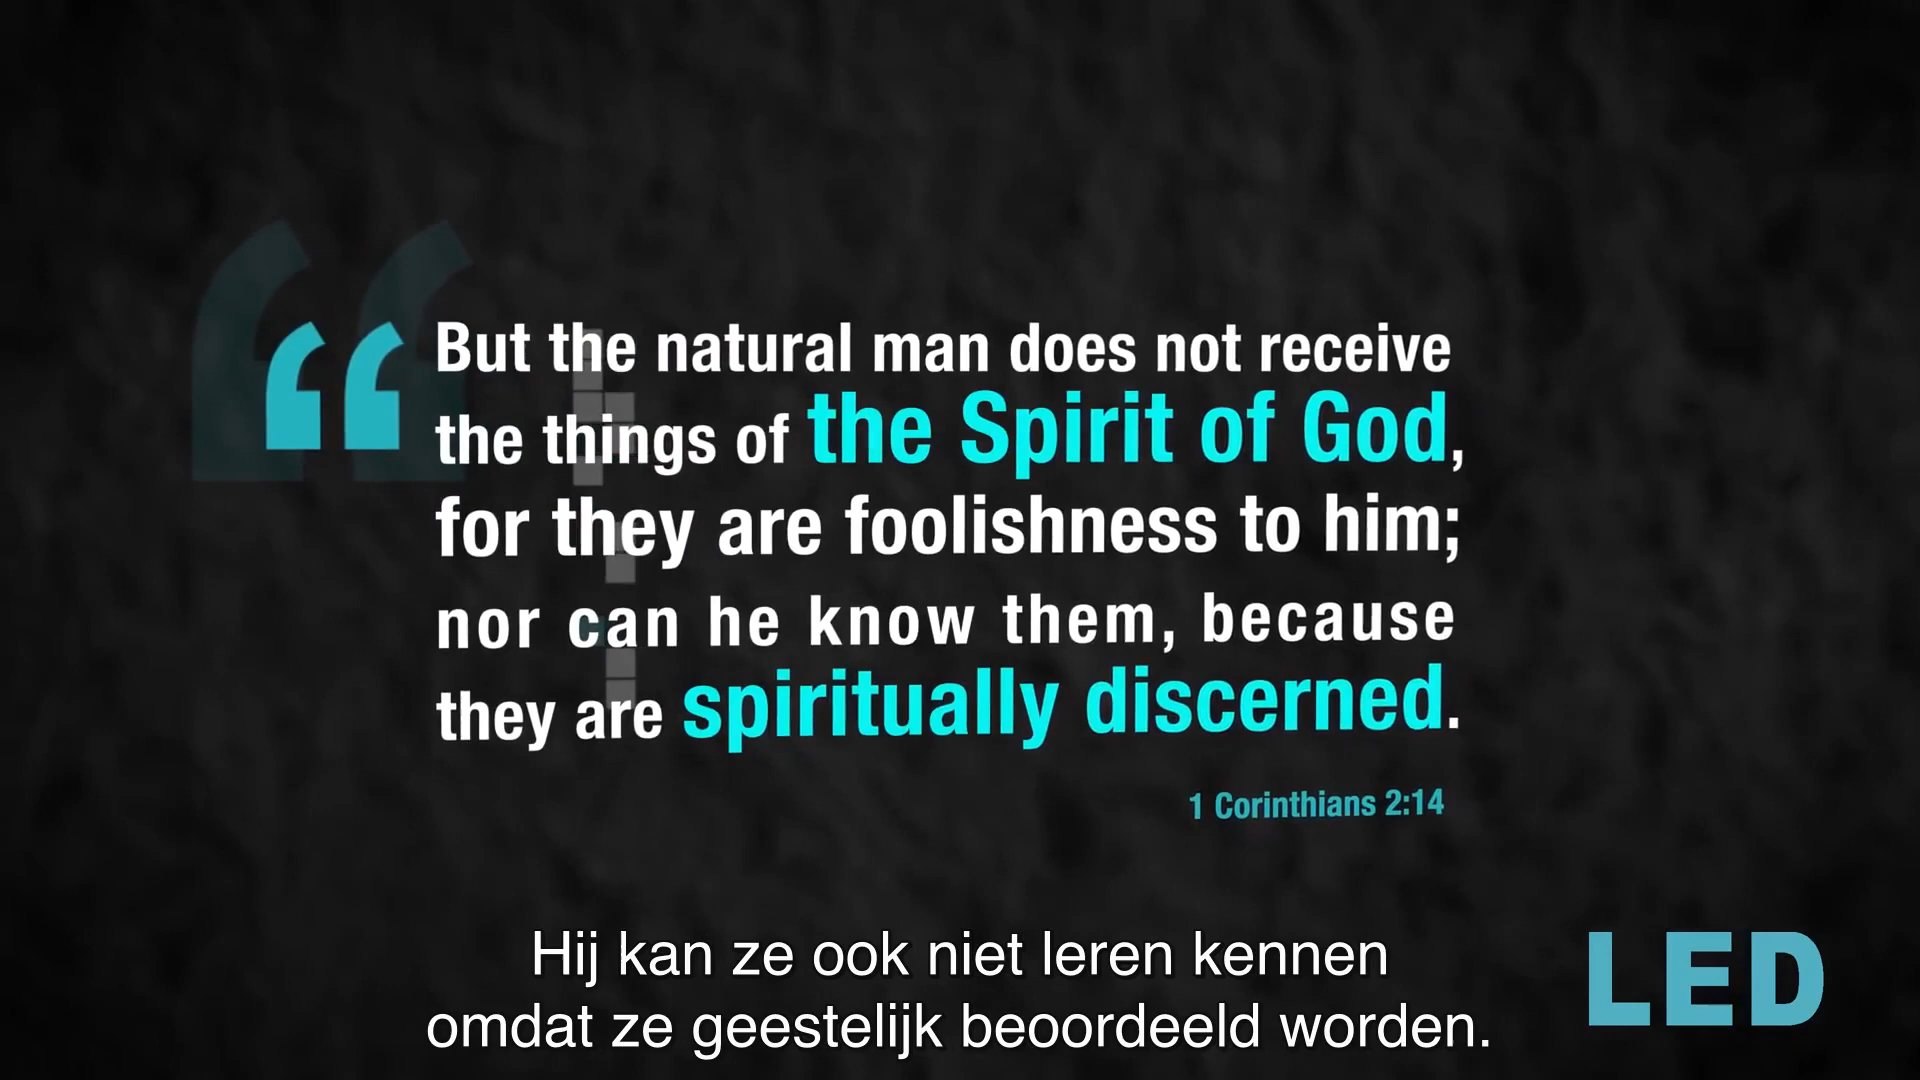 But the natural man does not receive
the things of the Spirit of God,
for they are foolishness to him;
nor can he know them, because
they are spiritually discerned.
1 Corinthians 2:14
Hij kan ze ook niet leren kennen
omdat ze geestelijk beoordeeld worden.
LED